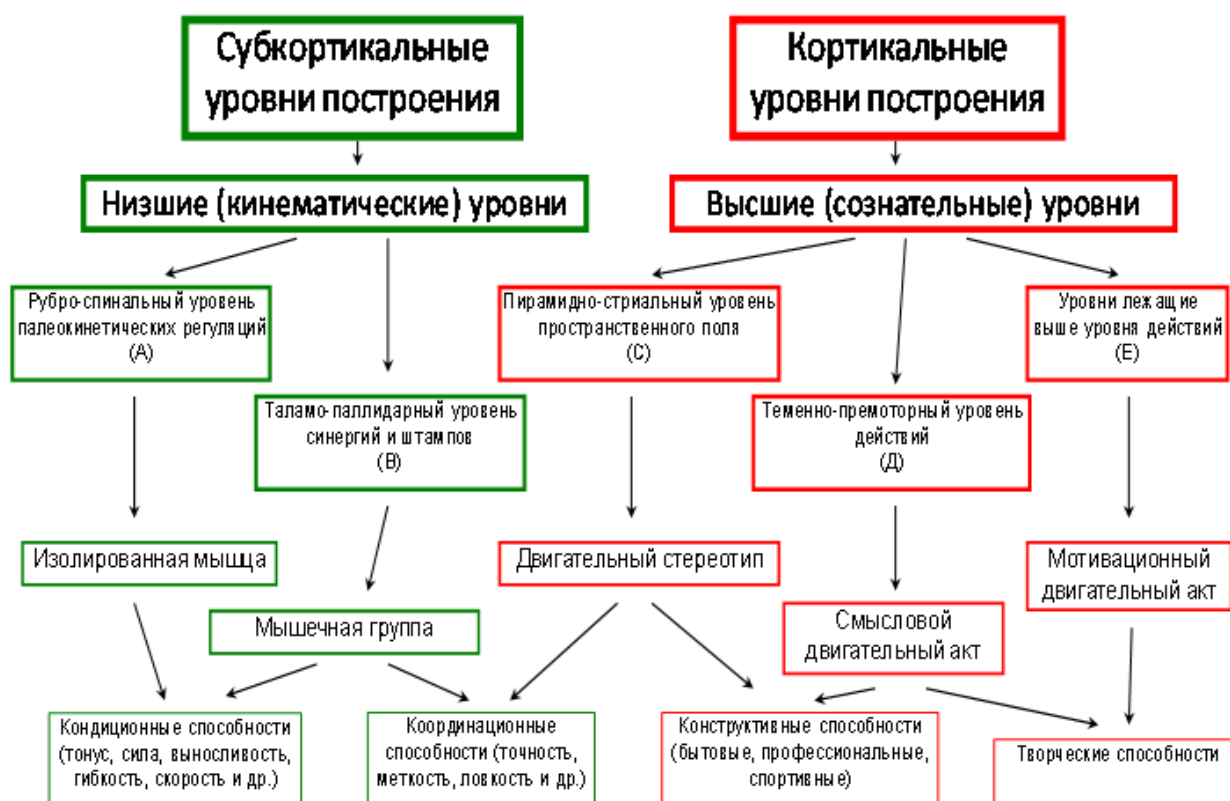 Субкортикальные
уровни построения
Кортикальные
уровни построения
Низшие (кинематические) уровни
Высшие (сознательные) уровни
Рубро-спинальный уровень
палеокинетических регуляций
(А)
Пирамидно-стриальный уровень
пространственного поля
(С)
Уровни лежащие
выше уровня действий
(Е)
Таламо-паллидарный уровень
синергий и штампов
(В)
Теменно-премоторный уровень
действий
(Д)
Изолированная мышца
Двигательный стереотип
Мотивационный
двигательный акт
Мышечная группа
Смысловой
двигательный акт
Кондиционные способности
(тонус, сила, выносливость,
гибкость, скорость и др.)
Координационные
способности (точность,
меткость, ловкость и др.)
Конструктивные способности
(бытовые, профессиональные,
спортивные)
Творческие способности